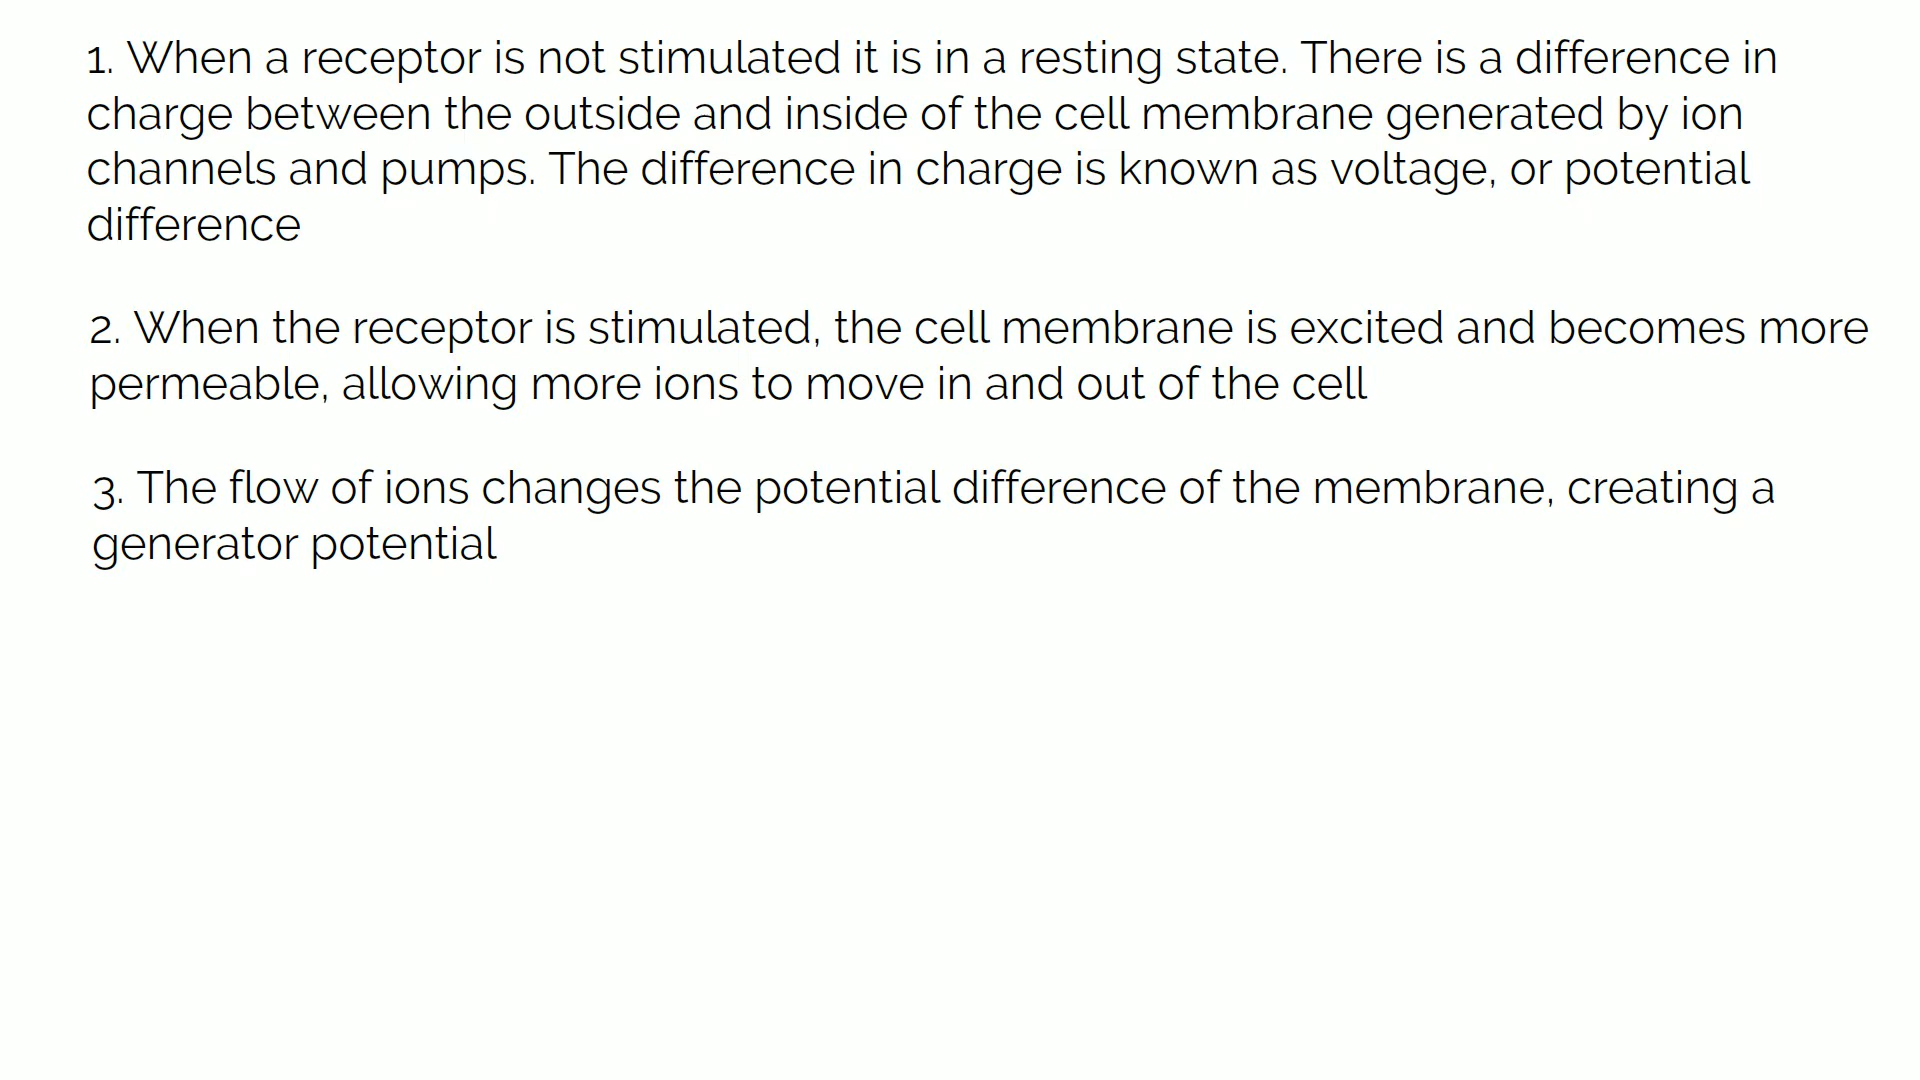 1. When a receptor is not stimulated it is in a resting state. There is a difference in
charge between the outside and inside of the cell membrane generated by ion
channels and pumps. The difference in charge is known as voltage, or potential
difference
2. When the receptor is stimulated, the cell membrane is excited and becomes more
permeable, allowing more ions to move in and out of the cell
3. The flow of ions changes the potential difference of the membrane, creating a
generator potential